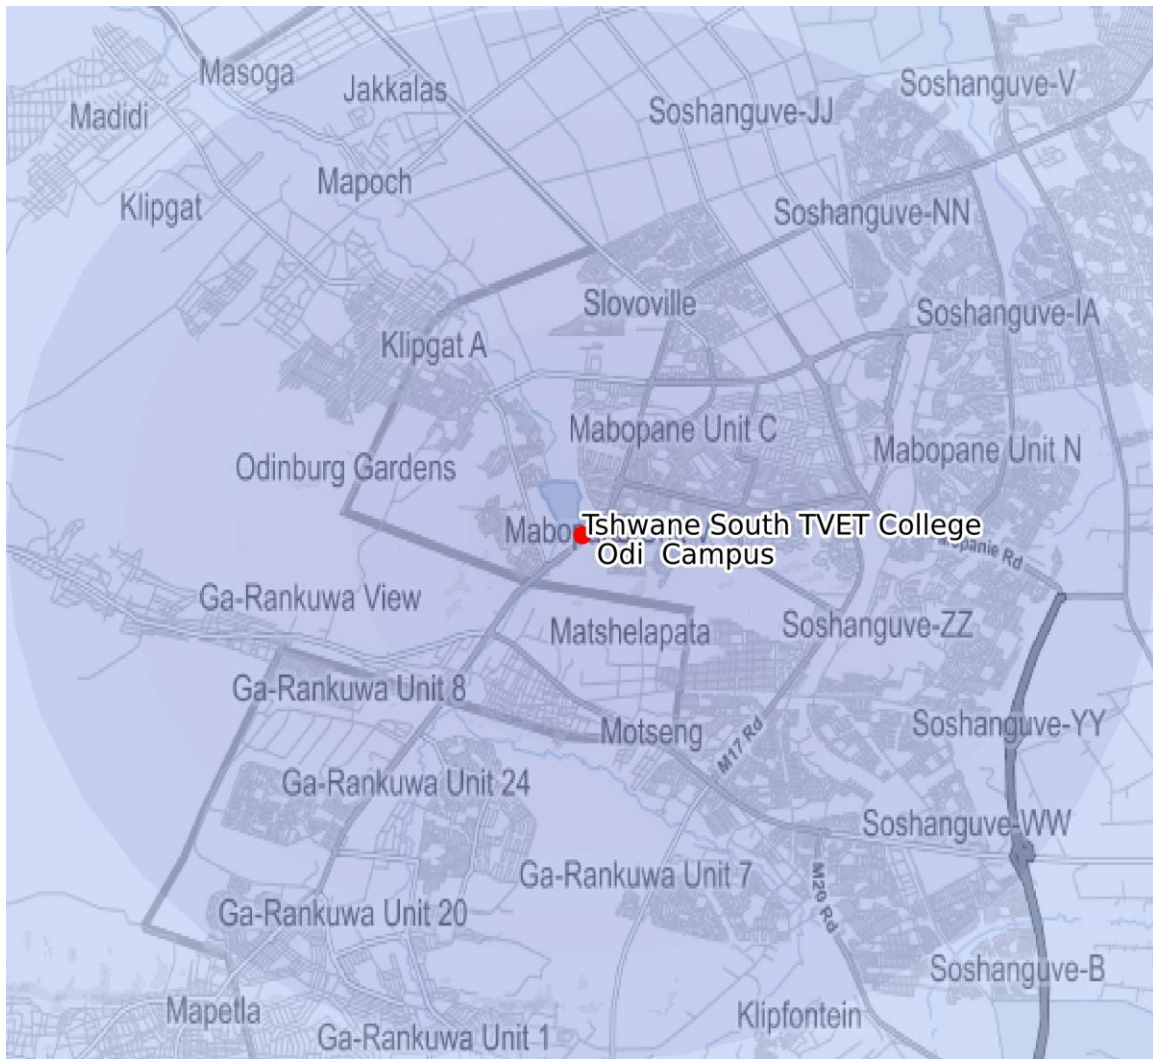 Masoga
Jakkalas
Soshanguve-V
Madidi
Soshanguve-JJ
Mapoch
Klipgat
Soshanguve-NN
Slovoville
Soshanguve-IA
Klipgat A
Mabopane Unit C
Mabopane Unit N
Odinburg Gardens
Tshwane South TVET College
Odi Campus
Ga-Rankuwa View
Matshelapata
Soshanguve-ZZ
Ga-Rankuwa Unit 8
Motseng
M17 Rd
Soshanguve-YY
Ga-Rankuwa Unit 24
Soshanguve-WW
Ga-Rankuwa Unit 7
M20 Rd
Ga-Rankuwa Unit 20
Soshanguve-B
Mapetla
Klipfontein
Ga-Rankuwa Unit 1